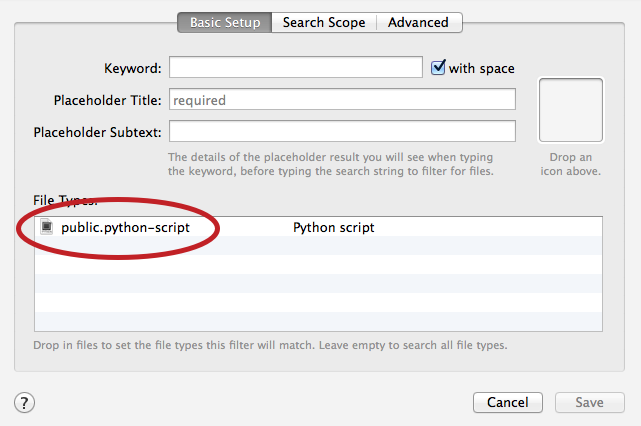 Basic Setup Search Scope Advanced
Keyword: with space
Placeholder Title: required
Placeholder Subtext:
The details of the placeholder result you will see when typing
the keyword, before typing the search string to filter for files.
Drop an
icon above.
File Types:
public.python-script Python script
Drop in files to set the file types this filter will match. Leave empty to search all file types.
? Cancel Save